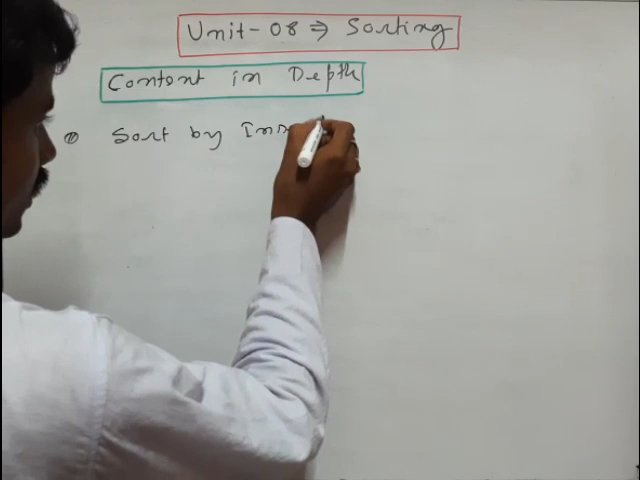 Unit-08 ⇒ Sorting
Content in Depth
① Sort by